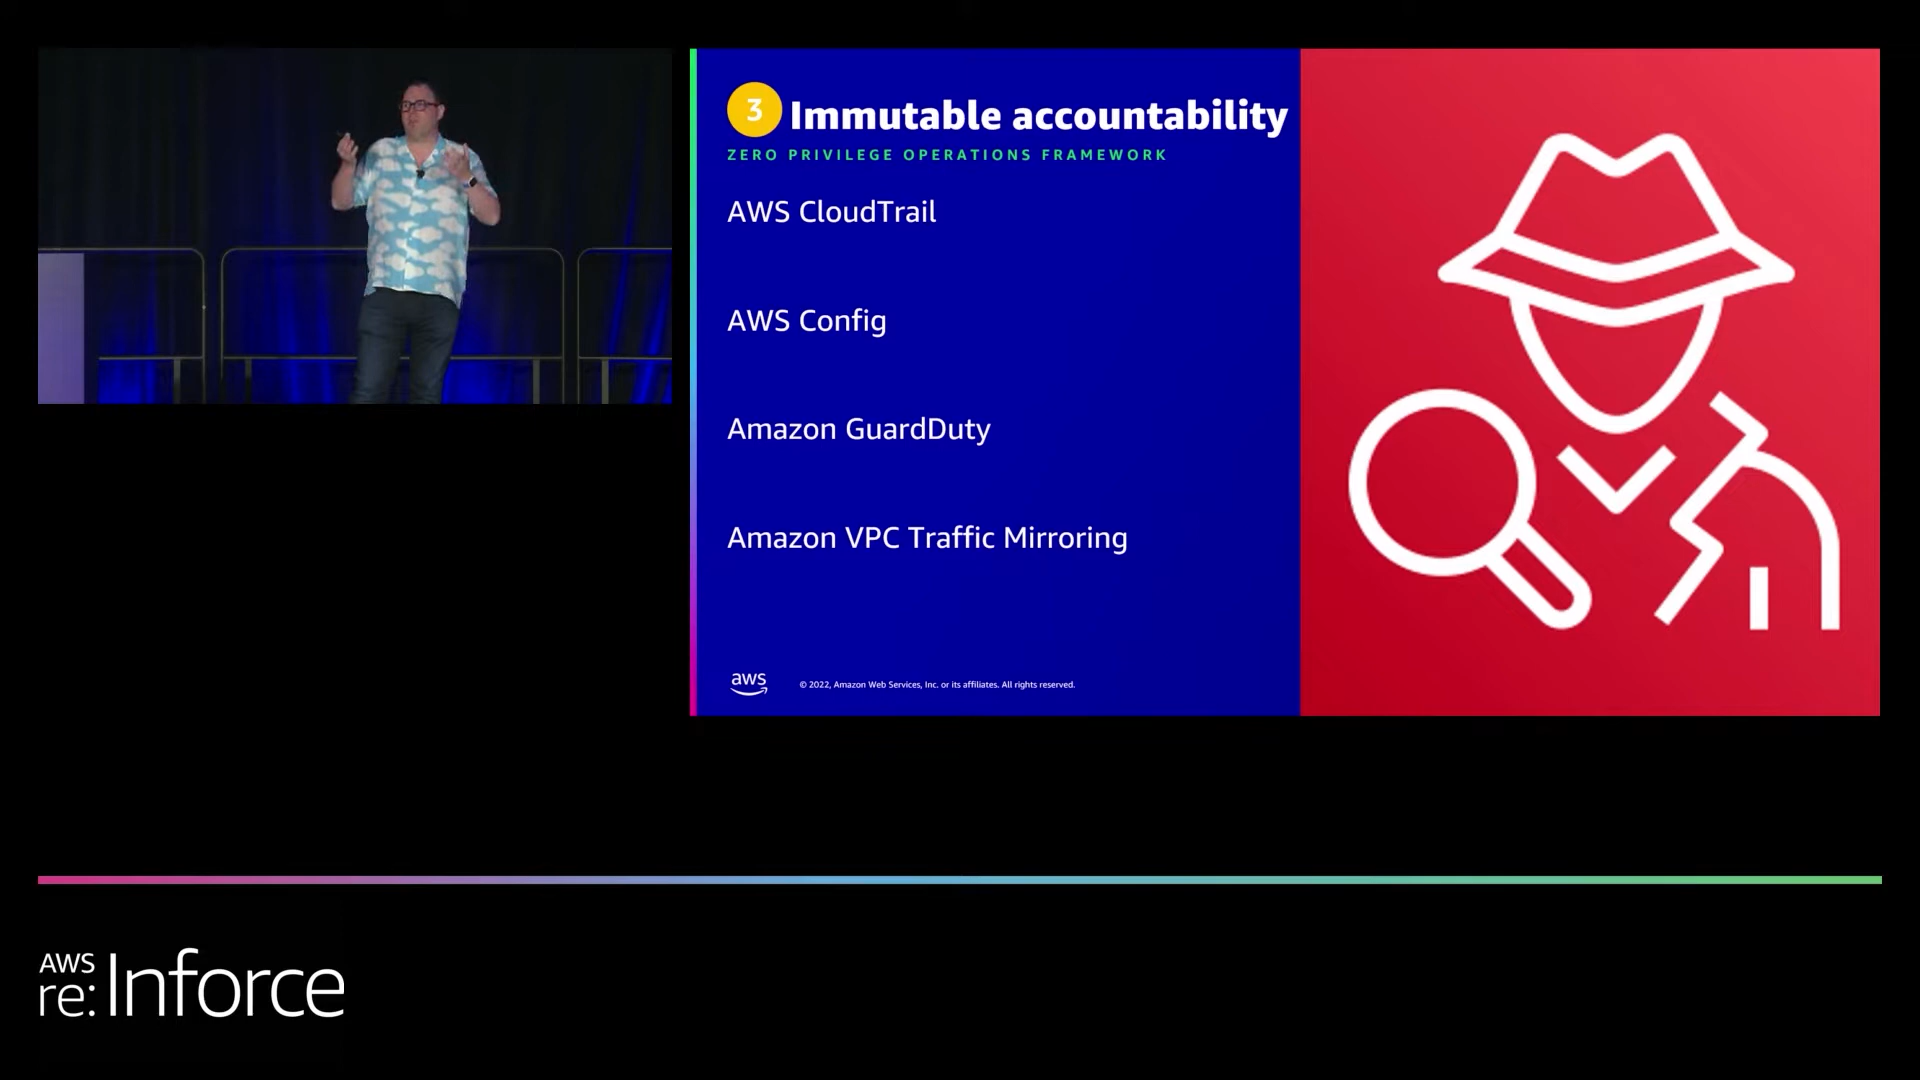 3 Immutable accountability
ZERO PRIVILEGE OPERATIONS FRAMEWORK
AWS CloudTrail
AWS Config
Amazon GuardDuty
Amazon VPC Traffic Mirroring
aws
© 2022, Amazon Web Services, Inc. or its affiliates. All rights reserved.
AWS
re:Inforce